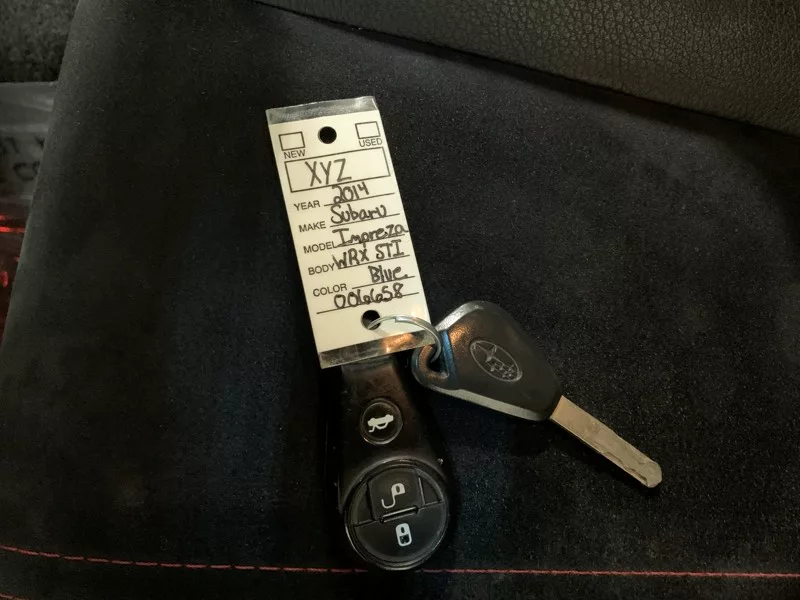 NEW USED
XYZ
YEAR 2014
MAKE Subaru
MODEL Impreza
BODY WRX STI
COLOR Blue
006658